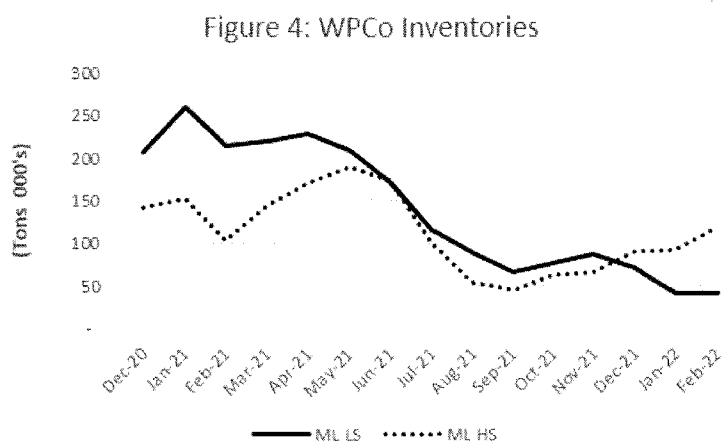 Figure 4: WPCo Inventories
(Tons 000's)
300
250
200
150
100
50
-
Dec-20
Jan-21
Feb-21
Mar-21
Apr-21
May-21
Jun-21
Jul-21
Aug-21
Sep-21
Oct-21
Nov-21
Dec-21
Jan-22
Feb-22
ML LS
ML HS